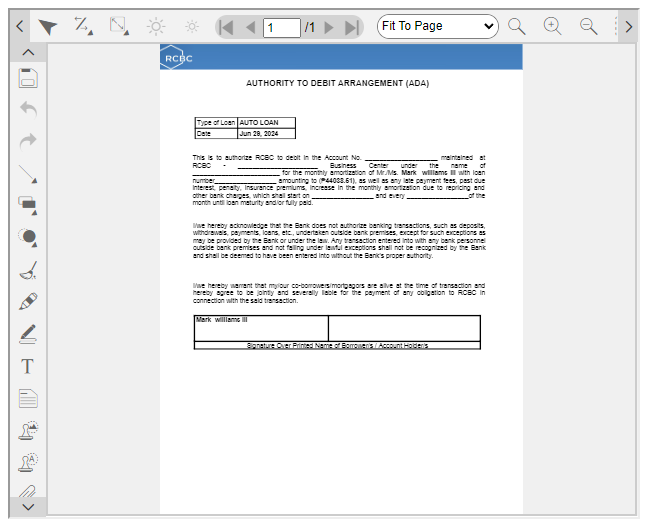 1 /1 Fit To Page
RCBC
AUTHORITY TO DEBIT ARRANGEMENT (ADA)
Type of Loan AUTO LOAN
Date Jun 29, 2024
This is to authorize RCBC to debit in the Account No. ____________________ maintained at
RCBC - ____________________ Business Center under the name of
____________________ for the monthly amortization of Mr./Ms. Mark williams III with loan
number________________ amounting to (₱44033.61), as well as any late payment fees, past due
interest, penalty, insurance premiums, increase in the monthly amortization due to repricing and
other bank charges, which shall start on ________________ and every ________________of the
month until loan maturity and/or fully paid.
I/we hereby acknowledge that the Bank does not authorize banking transactions, such as deposits,
withdrawals, payments, loans, etc., undertaken outside bank premises, except for such exceptions as
may be provided by the Bank or under the law. Any transaction entered into with any bank personnel
outside bank premises and not falling under lawful exceptions shall not be recognized by the Bank
and shall be deemed to have been entered into without the Bank's proper authority.
I/we hereby warrant that my/our co-borrowers/mortgagors are alive at the time of transaction and
hereby agree to be jointly and severally liable for the payment of any obligation to RCBC in
connection with the said transaction.
Mark williams III
Signature Over Printed Name of Borrower/s / Account Holder/s
T